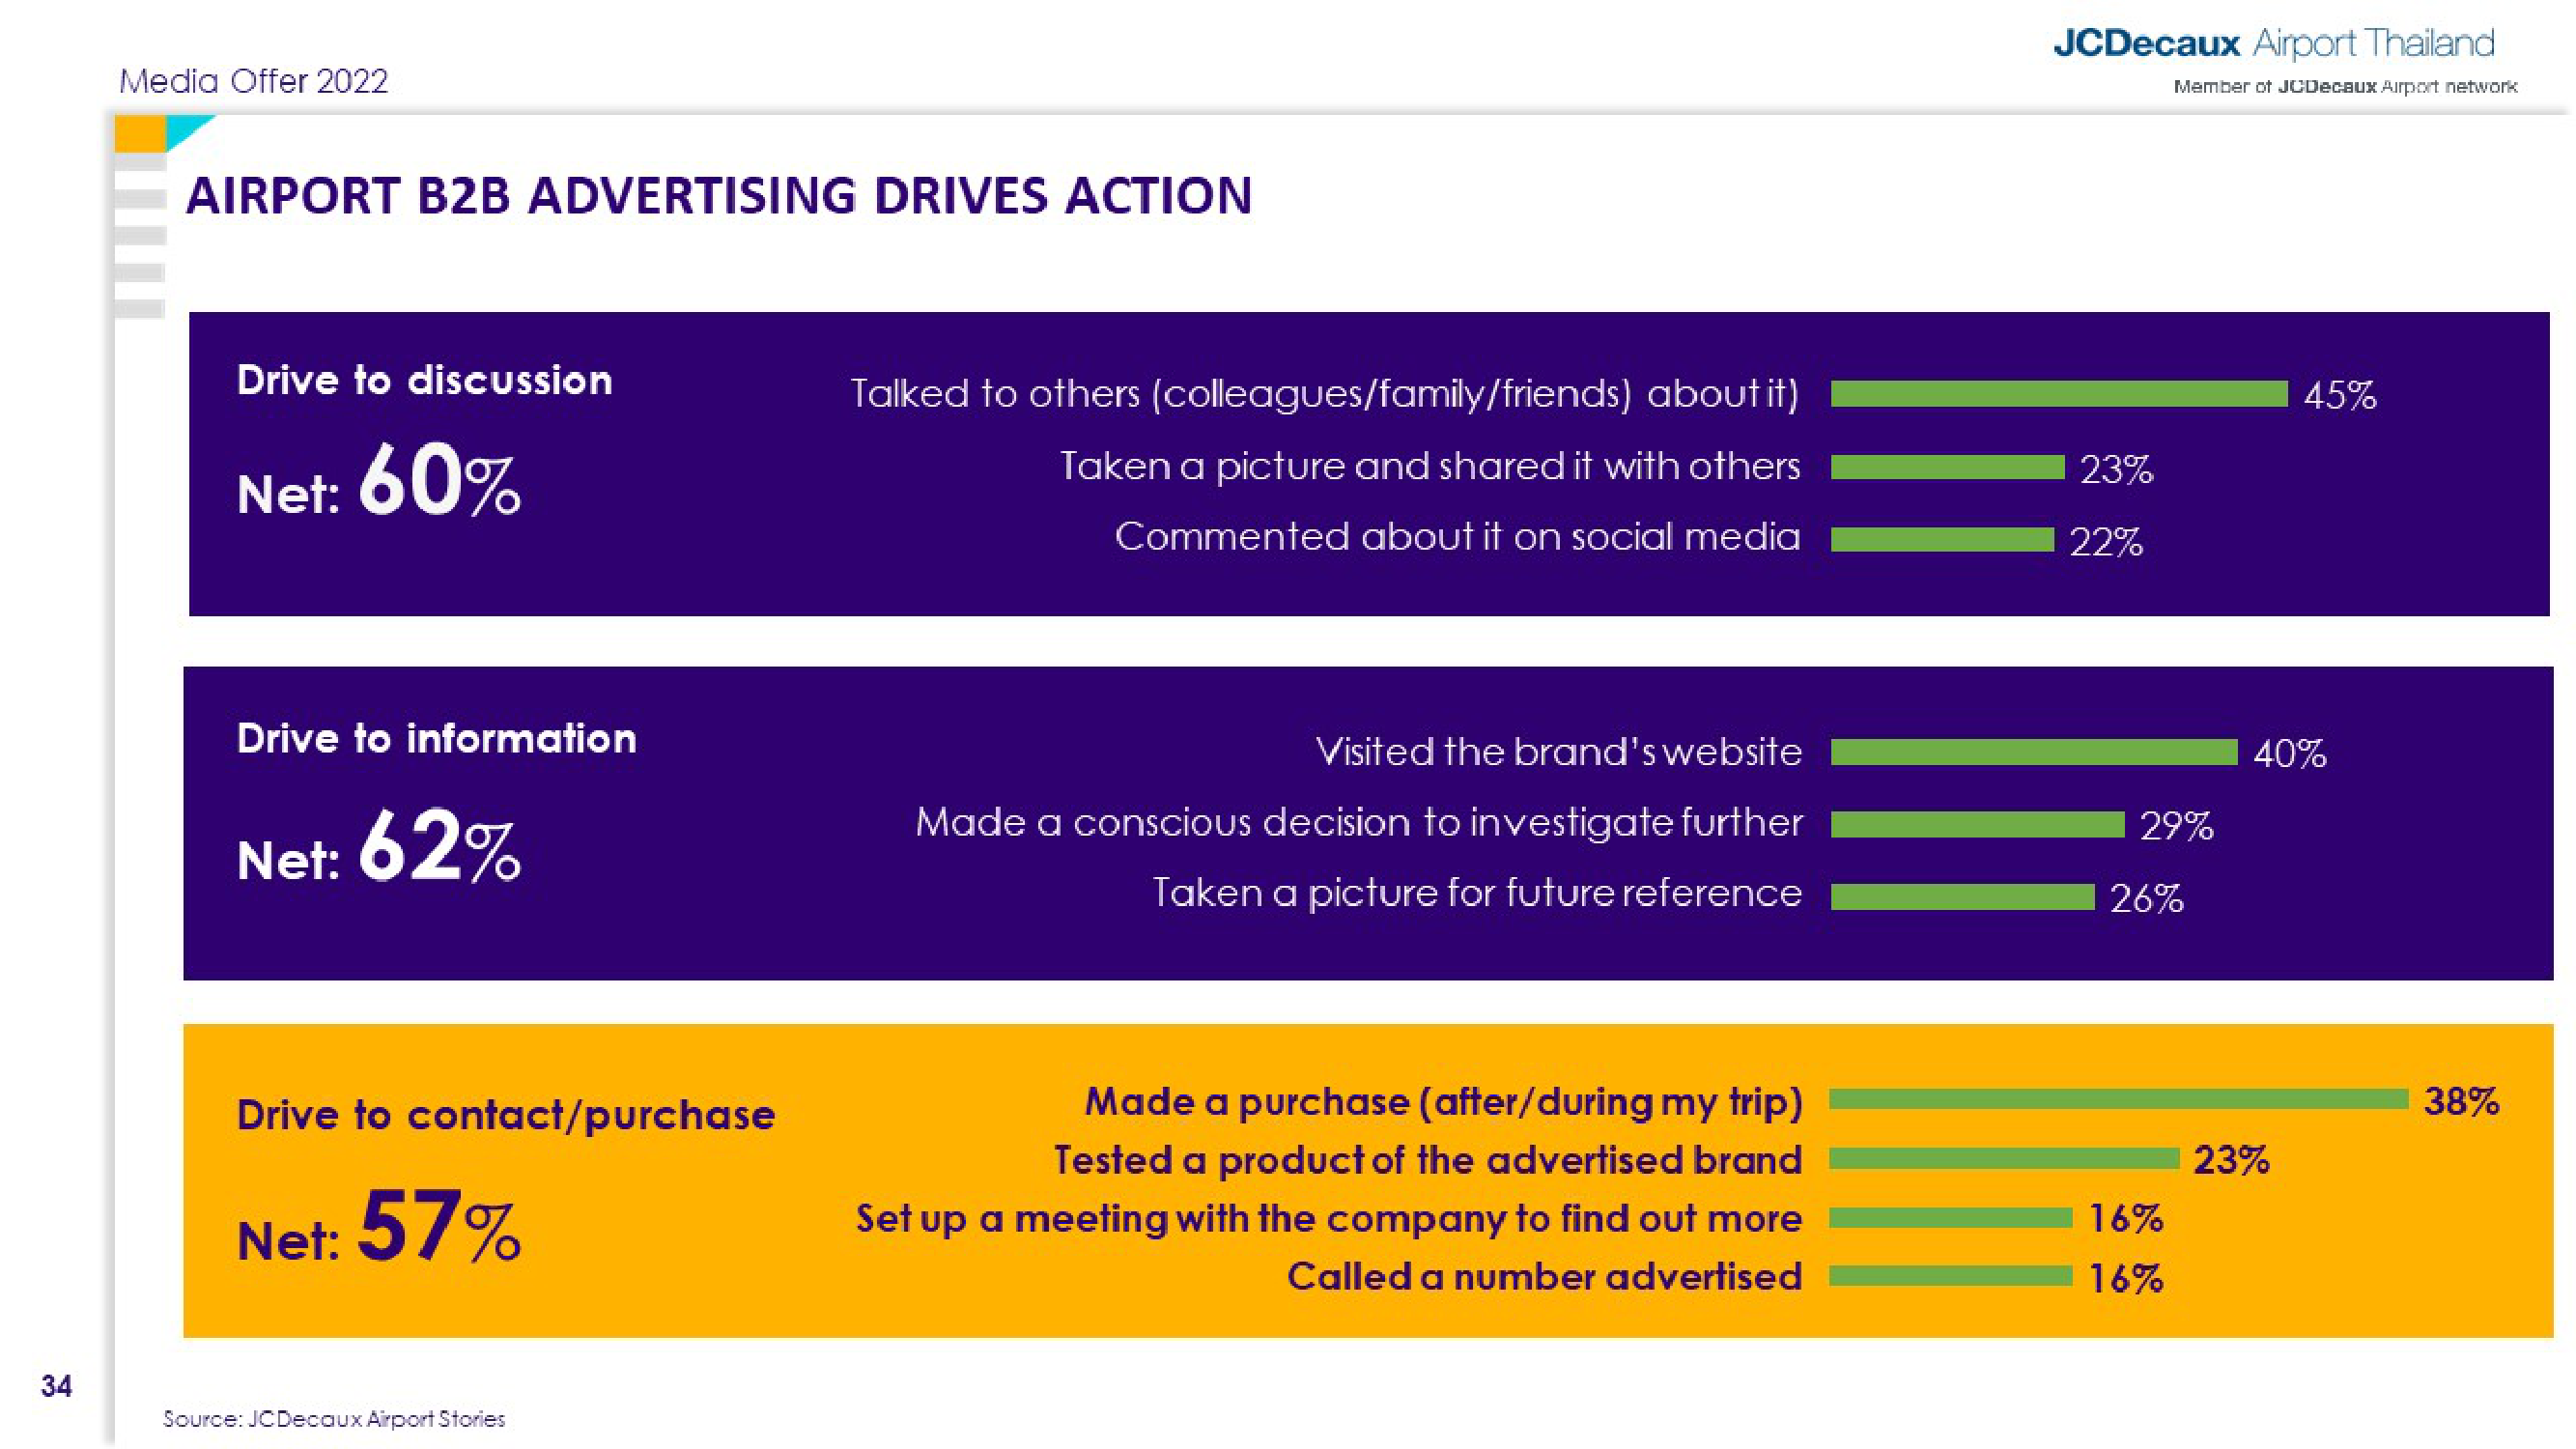 Media Offer 2022
JCDecaux Airport Thailand
Member of JCDecaux Airport network
AIRPORT B2B ADVERTISING DRIVES ACTION
Drive to discussion
Net: 60%
Talked to others (colleagues/family/friends) about it) 45%
Taken a picture and shared it with others 23%
Commented about it on social media 22%
Drive to information
Net: 62%
Visited the brand's website 40%
Made a conscious decision to investigate further 29%
Taken a picture for future reference 26%
Drive to contact/purchase
Net: 57%
Made a purchase (after/during my trip) 38%
Tested a product of the advertised brand 23%
Set up a meeting with the company to find out more 16%
Called a number advertised 16%
34
Source: JCDecaux Airport Stories